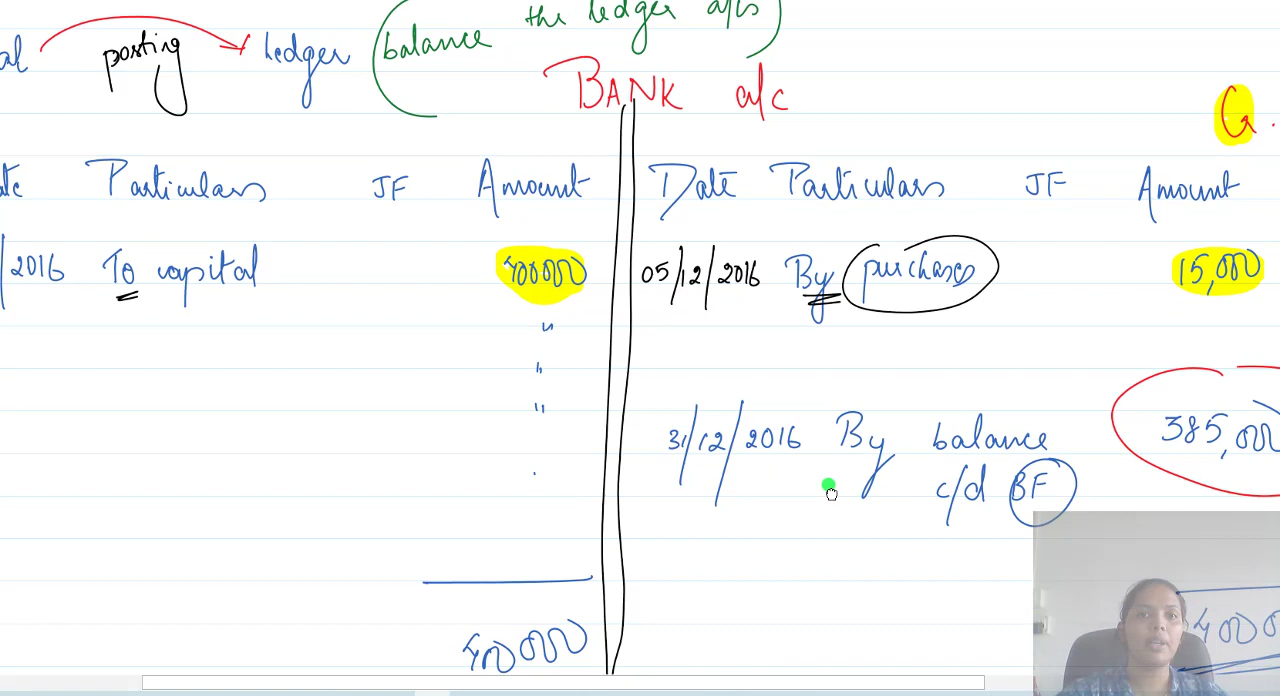 the ledger a/cs
al posting Ledger balance
BANK a/c
Particulars JF Amount Date Particulars JF Amount
/2016 To capital 400000 05/12/2016 By purchases 15,000
"
"
"
31/12/2016 By balance 385,000
c/d BF
400000